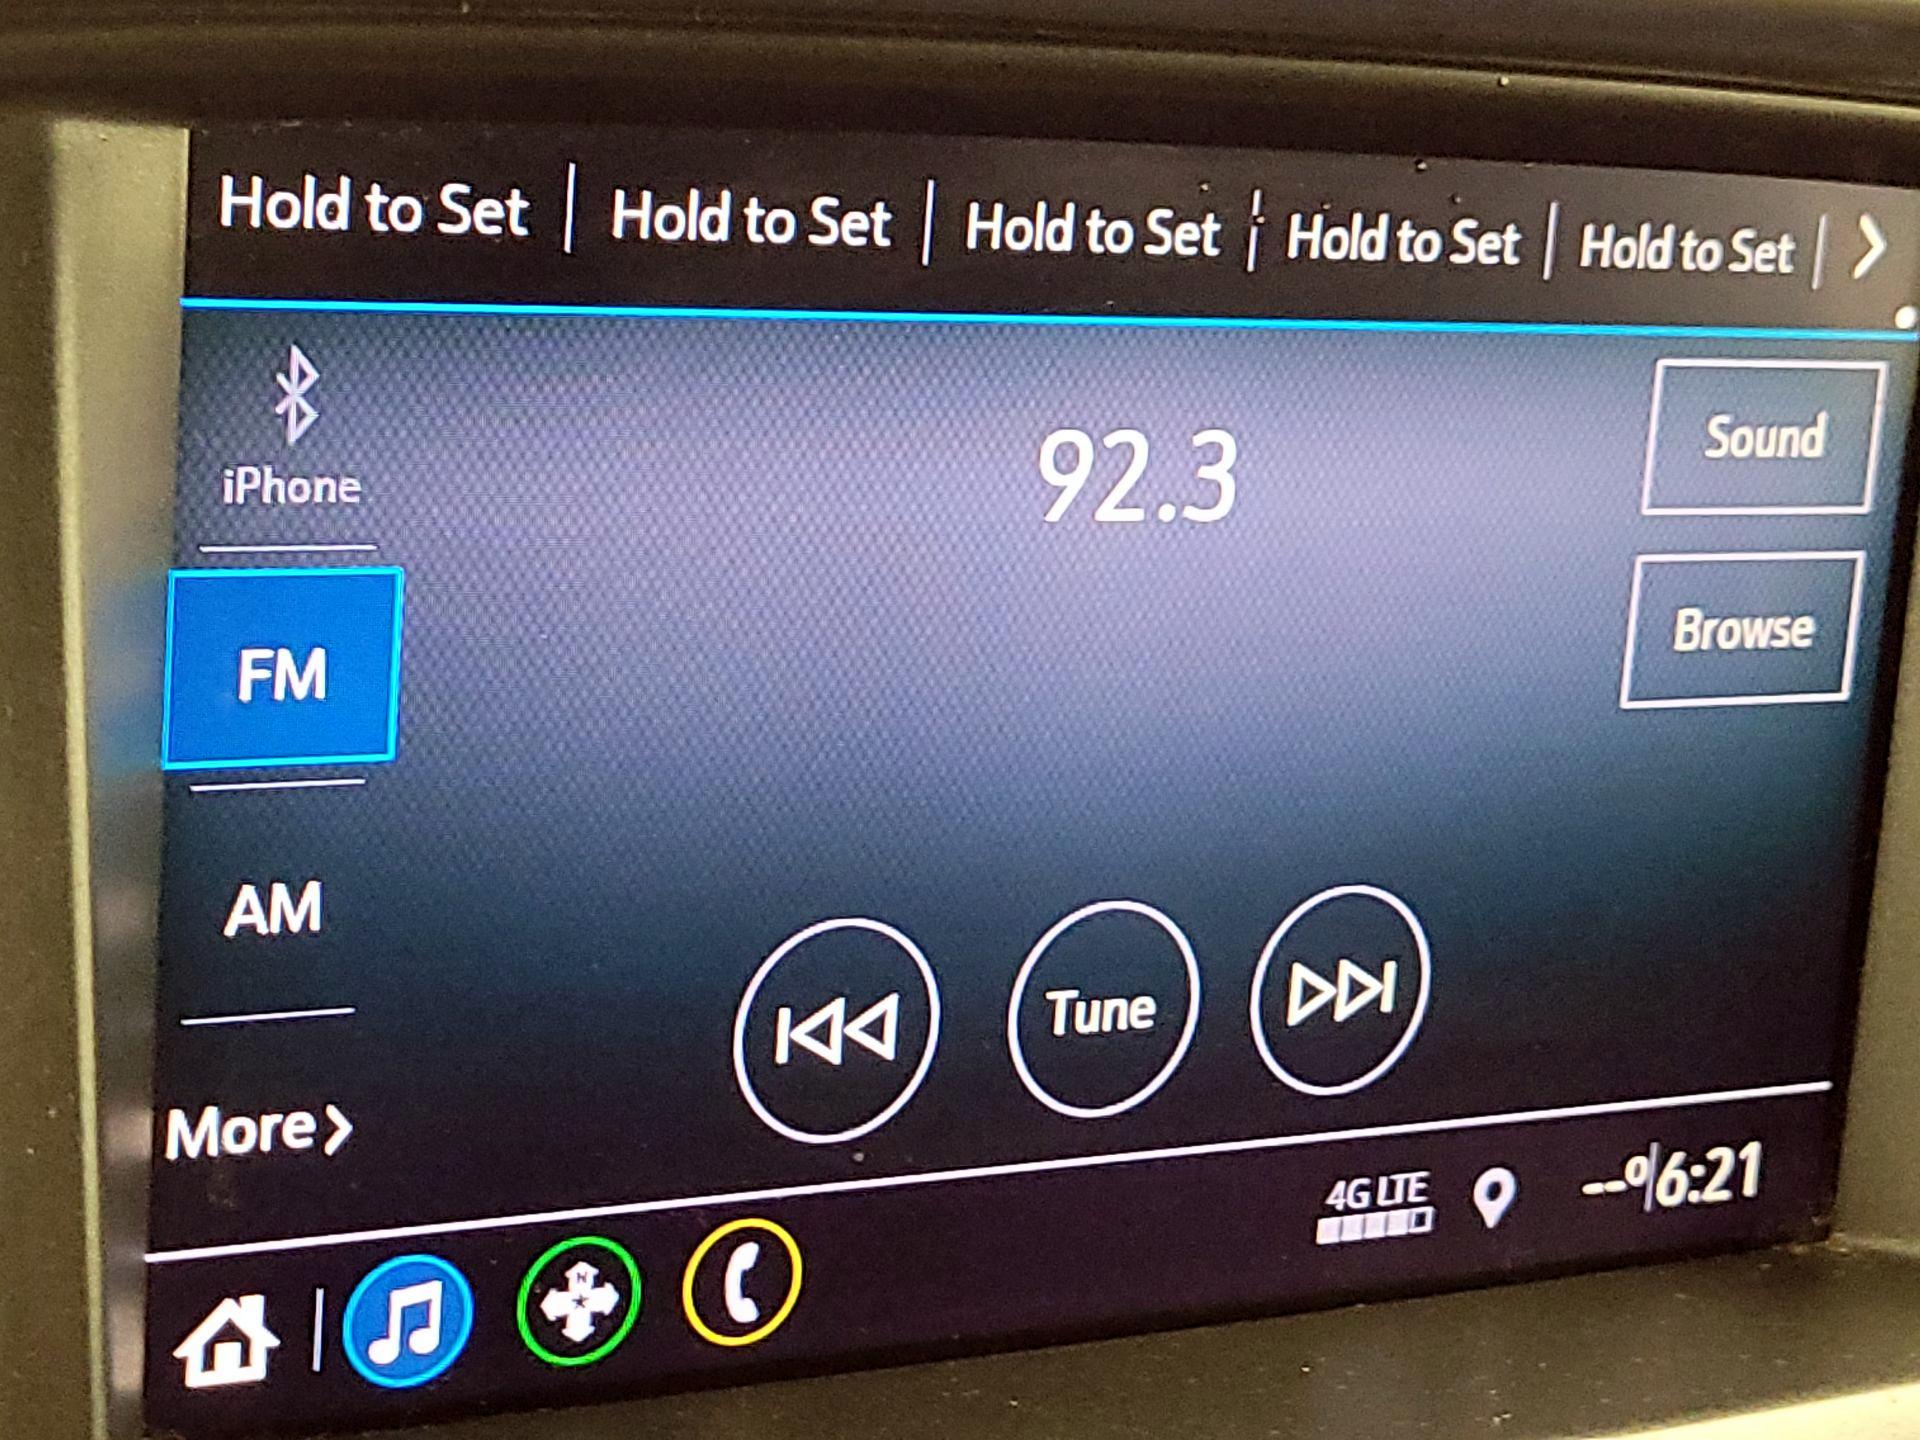 Hold to Set | Hold to Set | Hold to Set | Hold to Set | Hold to Set |
iPhone
92.3
Sound
FM
Browse
AM
Tune
More
4G LTE
--°
6:21
N